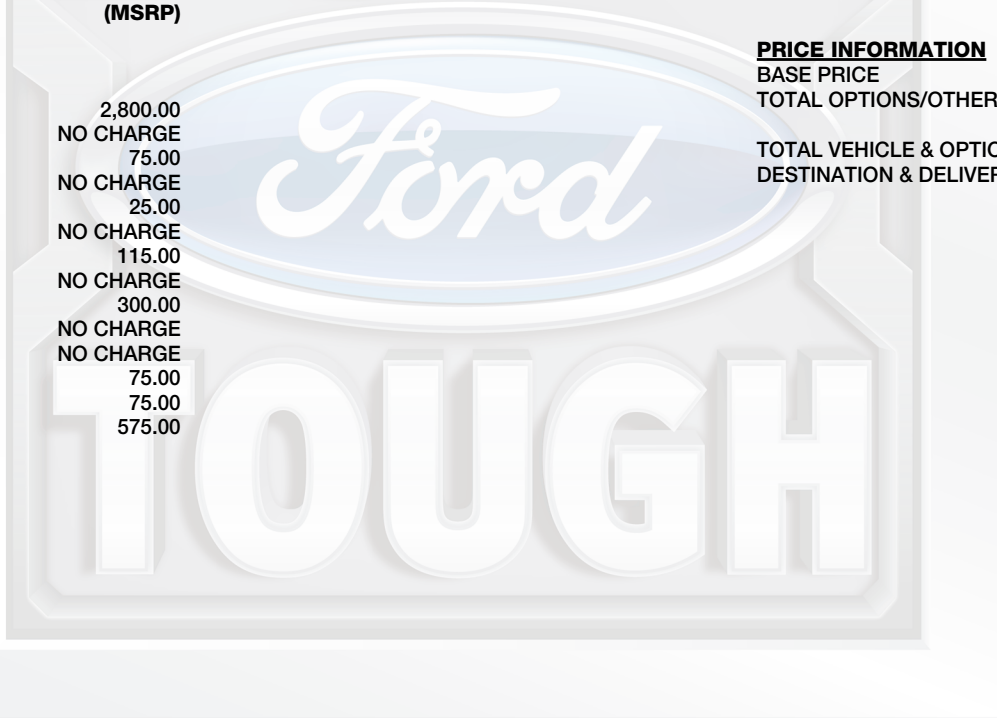 (MSRP)
2,800.00
NO CHARGE
75.00
NO CHARGE
25.00
NO CHARGE
115.00
NO CHARGE
300.00
NO CHARGE
NO CHARGE
75.00
75.00
575.00
PRICE INFORMATION
BASE PRICE
TOTAL OPTIONS/OTHER
TOTAL VEHICLE & OPTIO
DESTINATION & DELIVER
Ford
TOUGH